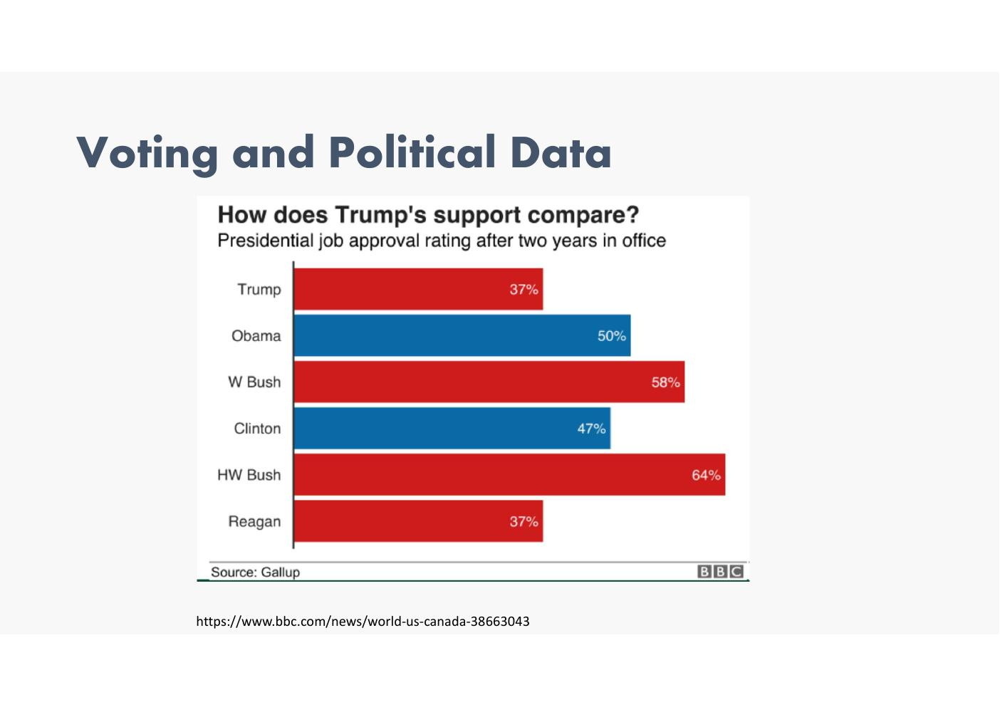 Voting and Political Data
How does Trump's support compare?
Presidential job approval rating after two years in office
Trump 37%
Obama 50%
W Bush 58%
Clinton 47%
HW Bush 64%
Reagan 37%
Source: Gallup BBC
https://www.bbc.com/news/world-us-canada-38663043